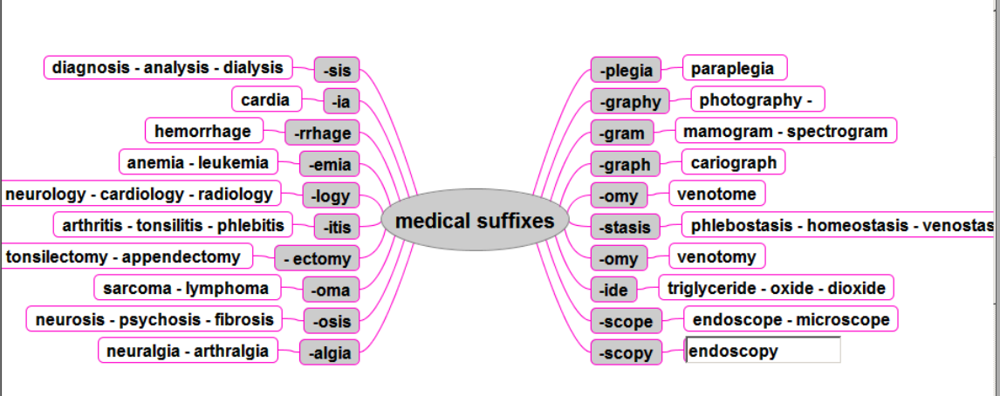 medical suffixes
diagnosis - analysis - dialysis -sis
cardia -ia
hemorrhage -rrhage
anemia - leukemia -emia
neurology - cardiology - radiology -logy
arthritis - tonsilitis - phlebitis -itis
tonsilectomy - appendectomy - ectomy
sarcoma - lymphoma -oma
neurosis - psychosis - fibrosis -osis
neuralgia - arthralgia -algia
-plegia paraplegia
-graphy photography -
-gram mamogram - spectrogram
-graph cariograph
-omy venotome
-stasis phlebostasis - homeostasis - venostas
-omy venotomy
-ide triglyceride - oxide - dioxide
-scope endoscope - microscope
-scopy endoscopy